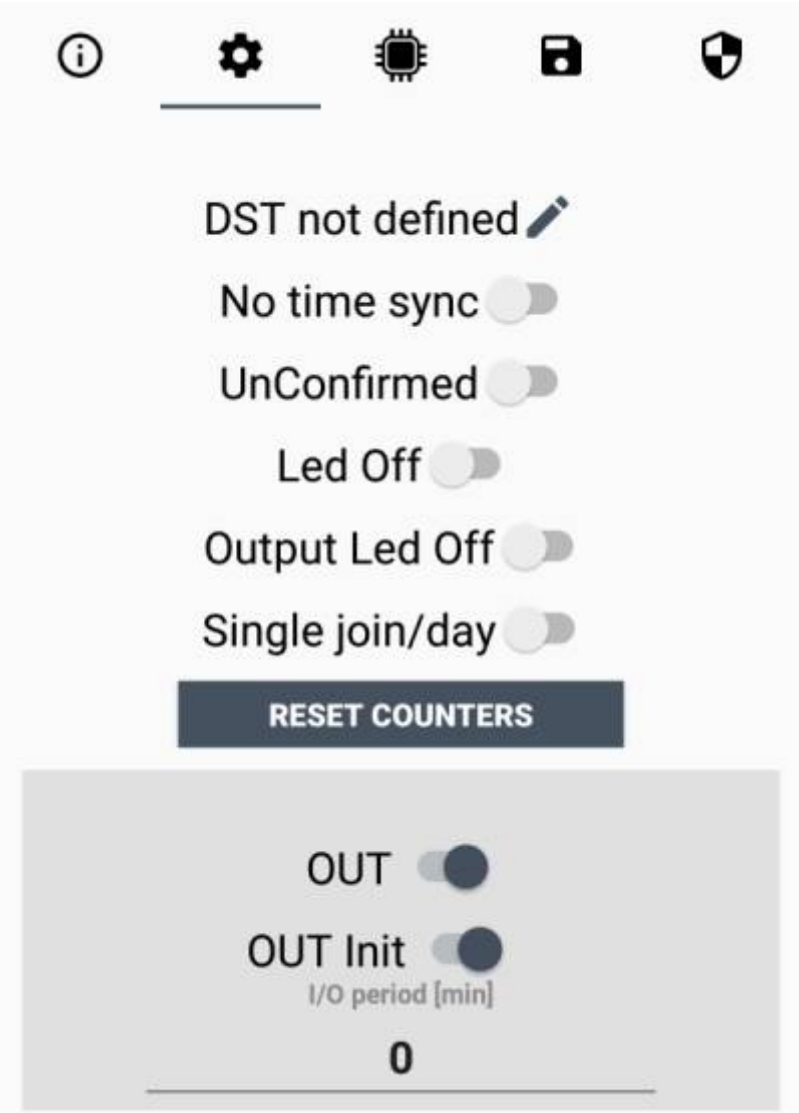 DST not defined
No time sync
UnConfirmed
Led Off
Output Led Off
Single join/day
RESET COUNTERS
OUT
OUT Init
I/O period [min]
0